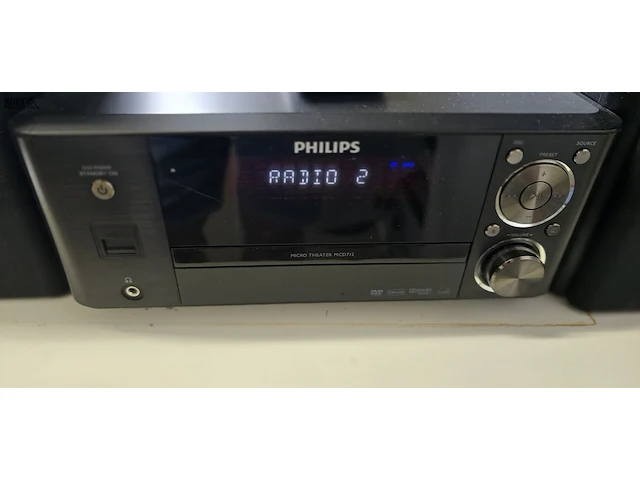 PHILIPS
SOURCE
PRESET
STANDBY·ON
RADIO 2
VOLUME
MICRO THEATER MCD712
DVD